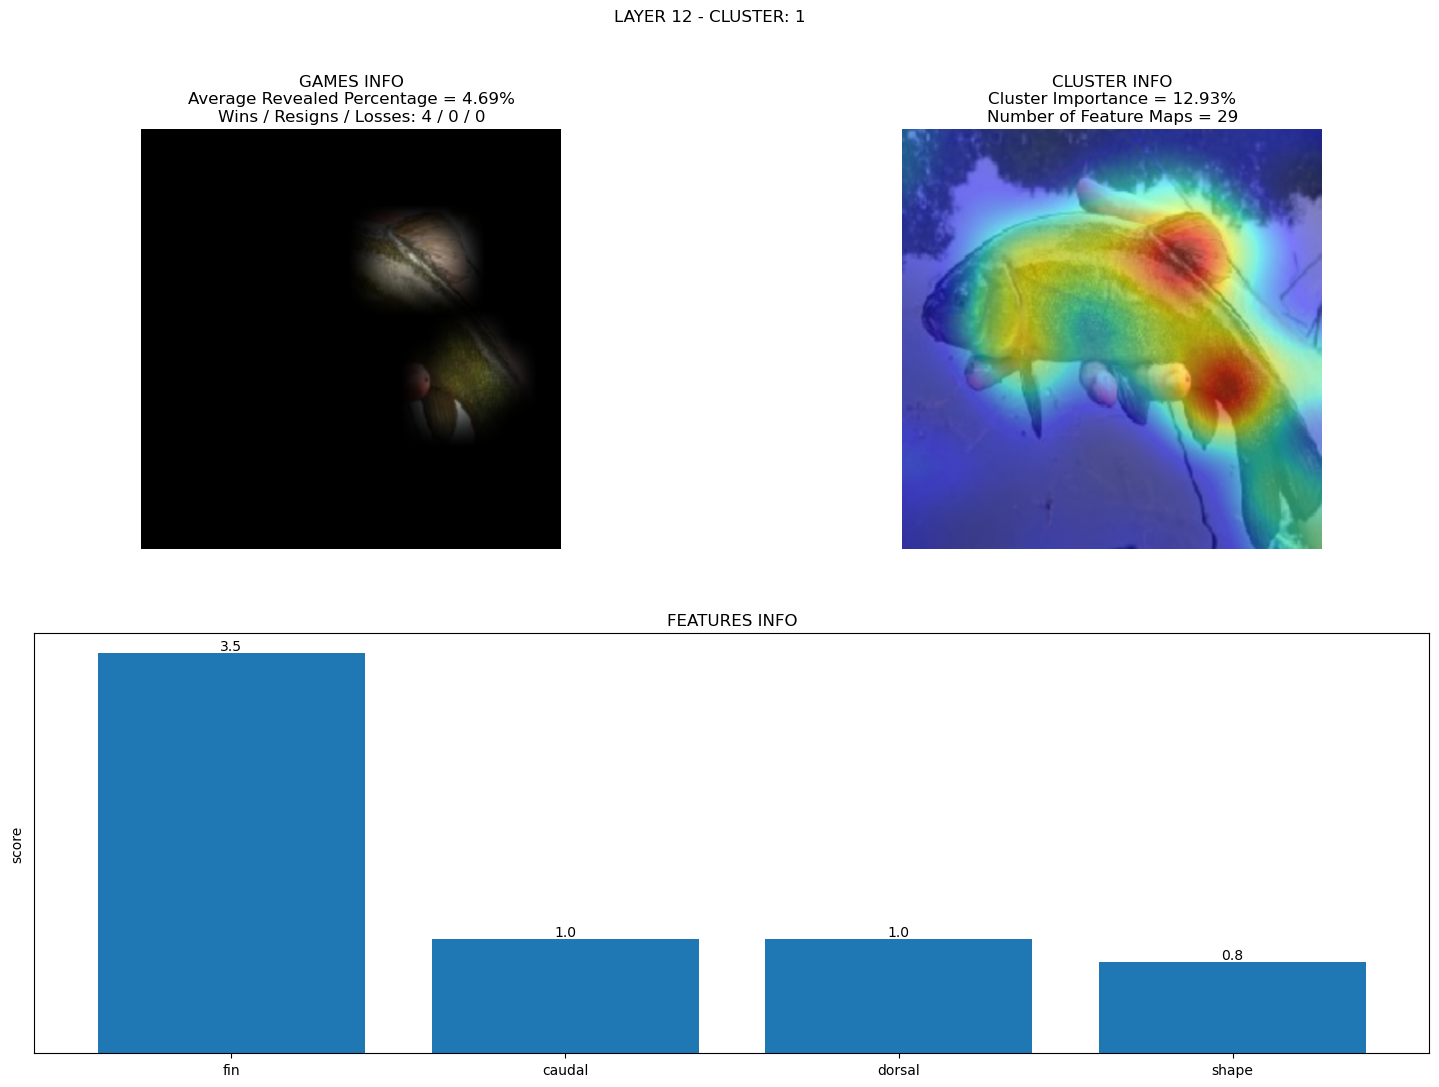 LAYER 12 - CLUSTER: 1
GAMES INFO
Average Revealed Percentage = 4.69%
Wins / Resigns / Losses: 4 / 0 / 0
CLUSTER INFO
Cluster Importance = 12.93%
Number of Feature Maps = 29
FEATURES INFO
score
3.5
1.0
1.0
0.8
fin
caudal
dorsal
shape